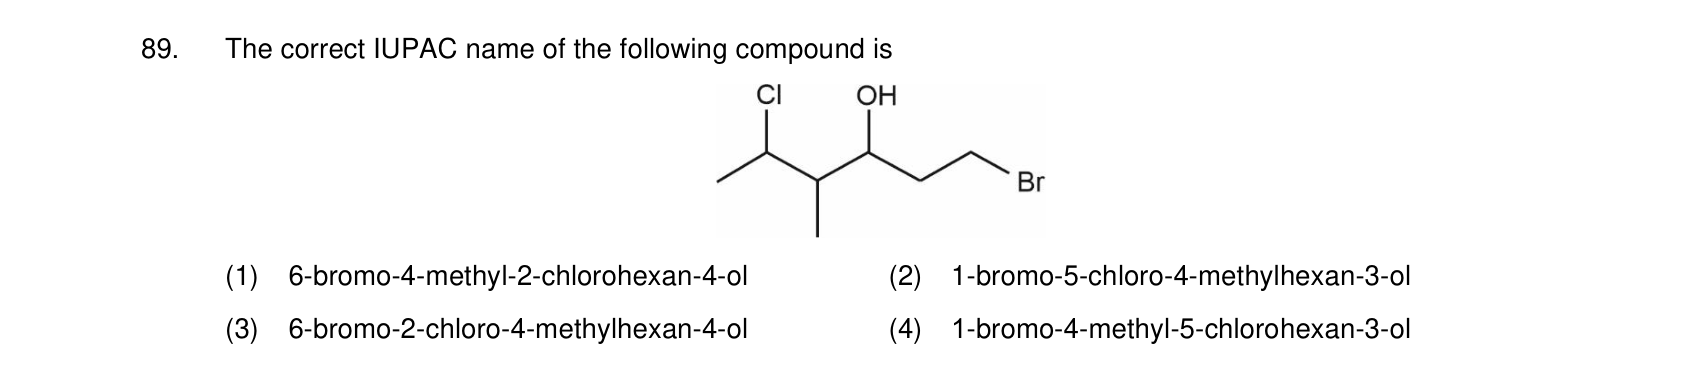 89. The correct IUPAC name of the following compound is
Cl OH
Br
(1) 6-bromo-4-methyl-2-chlorohexan-4-ol (2) 1-bromo-5-chloro-4-methylhexan-3-ol
(3) 6-bromo-2-chloro-4-methylhexan-4-ol (4) 1-bromo-4-methyl-5-chlorohexan-3-ol